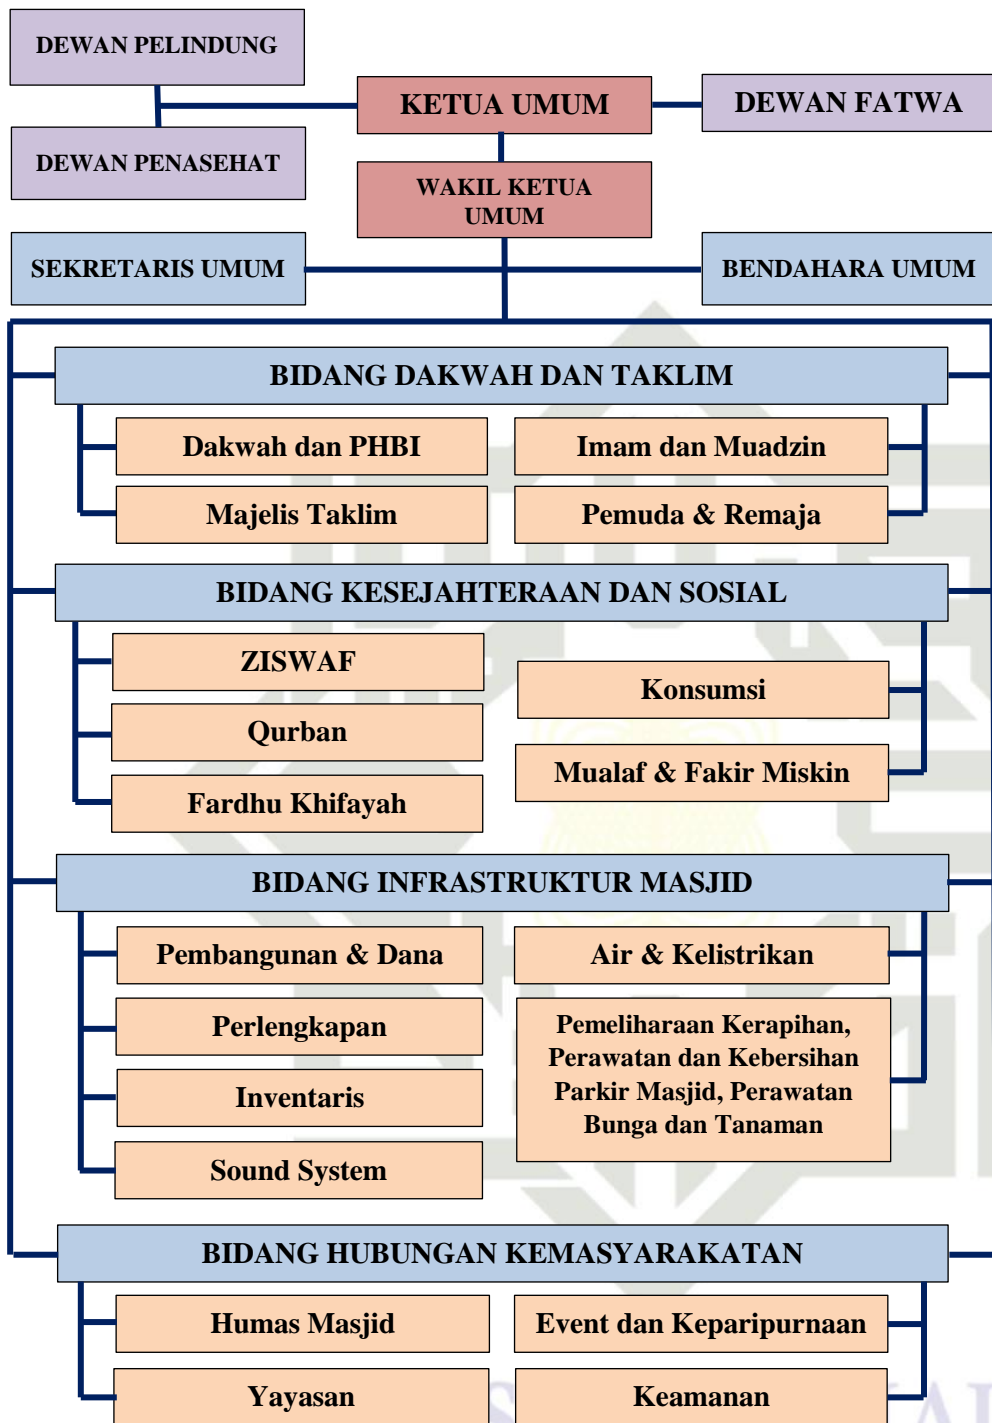 DEWAN PELINDUNG
KETUA UMUM
DEWAN FATWA
DEWAN PENASEHAT
WAKIL KETUA
UMUM
SEKRETARIS UMUM
BENDAHARA UMUM
BIDANG DAKWAH DAN TAKLIM
Dakwah dan PHBI
Imam dan Muadzin
Majelis Taklim
Pemuda & Remaja
BIDANG KESEJAHTERAAN DAN SOSIAL
ZISWAF
Konsumsi
Qurban
Mualaf & Fakir Miskin
Fardhu Khifayah
BIDANG INFRASTRUKTUR MASJID
Pembangunan & Dana
Air & Kelistrikan
Perlengkapan
Pemeliharaan Kerapihan,
Perawatan dan Kebersihan
Parkir Masjid, Perawatan
Bunga dan Tanaman
Inventaris
Sound System
BIDANG HUBUNGAN KEMASYARAKATAN
Humas Masjid
Event dan Keparipurnaan
Yayasan
Keamanan